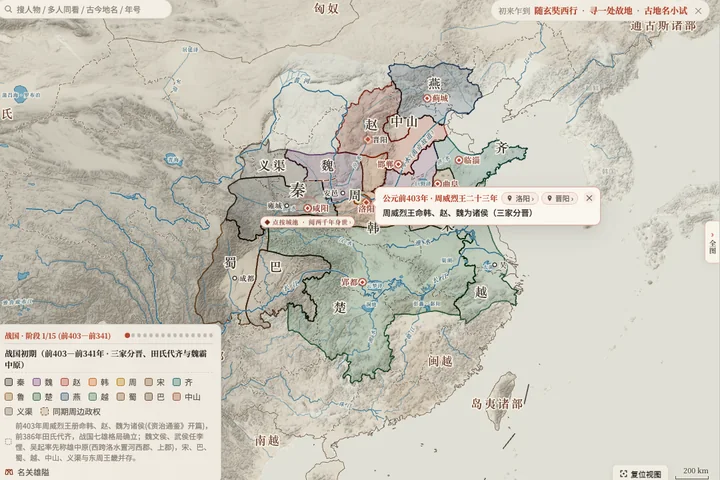 搜人物 / 多人同看 / 古今地名 / 年号
匈奴
初来乍到 随玄奘西行 · 寻一处故地 · 古地名小试 ×
通古斯诸部
氏
燕
蓟城
赵
中山
晋阳
邯郸
齐
临淄
曲阜
义渠
魏
秦
安邑
周
雍城
咸阳
洛阳
公元前403年 · 周威烈王二十三年 洛阳 › 晋阳 › ×
周威烈王命韩、赵、魏为诸侯（三家分晋）
点按城地 · 阅两千年身世
韩
宋
蜀
成都
巴
郢都
楚
越
闽越
岛夷诸部
南越
全图
战国 · 阶段 1/15 (前403—前341)
战国初期（前403—前341年 · 三家分晋、田氏代齐与魏霸
中原）
秦 魏 赵 韩 周 宋 齐
鲁 楚 燕 越 蜀 巴 中山
义渠 同期周边政权
前403年周威烈王册命韩、赵、魏为诸侯(《资治通鉴》开篇),
前386年田氏代齐，战国七雄格局确立；魏文侯、武侯任李
悝、吴起率先称雄中原(西跨洛水置河西郡、上郡)，宋、巴、
蜀、越、中山、义渠与东周王畿并存。
名关雄隘
复位视图
200 km